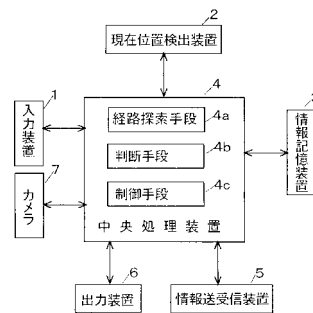 2
現在位置検出装置
4
1
入力装置
経路探索手段
4a
判断手段
4b
情報記憶装置
7
カメラ
制御手段
4c
中央処理装置
6
5
出力装置
情報送受信装置